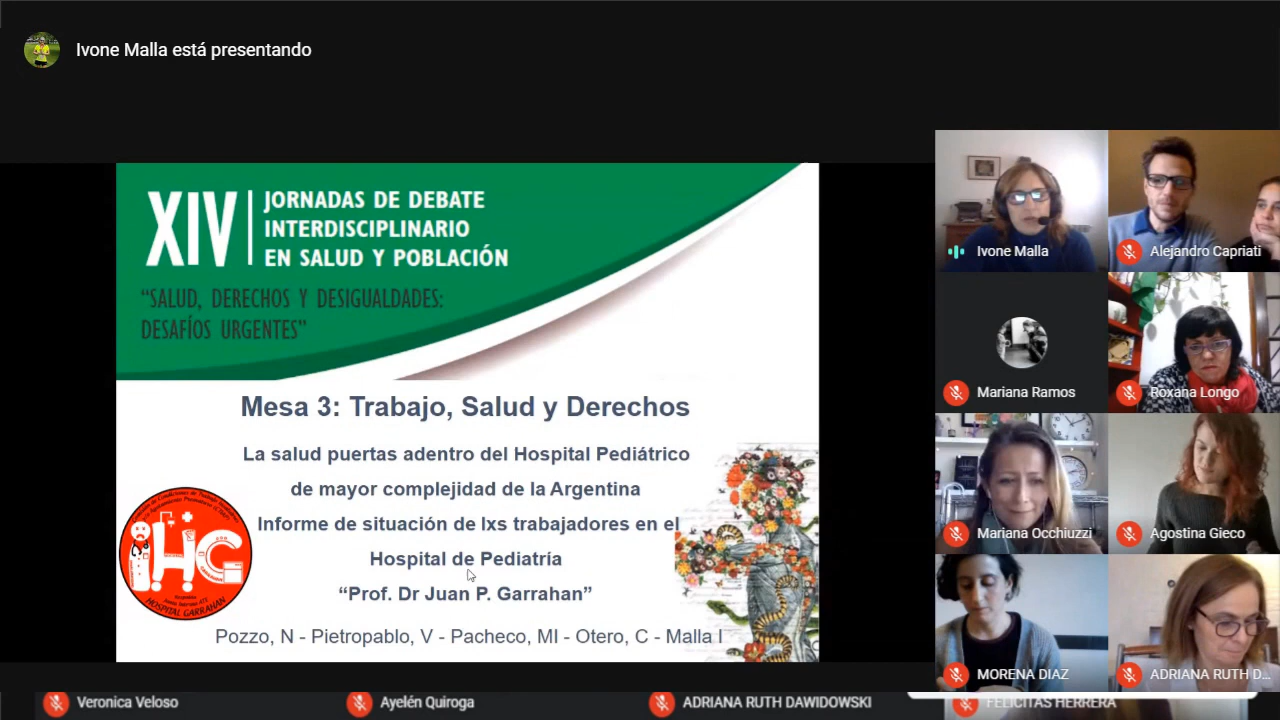 Ivone Malla está presentando
XIV
JORNADAS DE DEBATE
INTERDISCIPLINARIO
EN SALUD Y POBLACIÓN
“SALUD, DERECHOS Y DESIGUALDADES:
DESAFÍOS URGENTES”
Mesa 3: Trabajo, Salud y Derechos
La salud puertas adentro del Hospital Pediátrico
de mayor complejidad de la Argentina
Informe de situación de lxs trabajadores en el
Hospital de Pediatría
“Prof. Dr Juan P. Garrahan”
Pozzo, N - Pietropablo, V - Pacheco, MI - Otero, C - Malla I
HOSPITAL GARRAHAN
Ivone Malla
Alejandro Capriati
Mariana Ramos
Roxana Longo
Mariana Occhiuzzi
Agostina Gieco
MORENA DIAZ
ADRIANA RUTH D...
Veronica Veloso
Ayelén Quiroga
ADRIANA RUTH DAWIDOWSKI
FELICITAS HERRERA